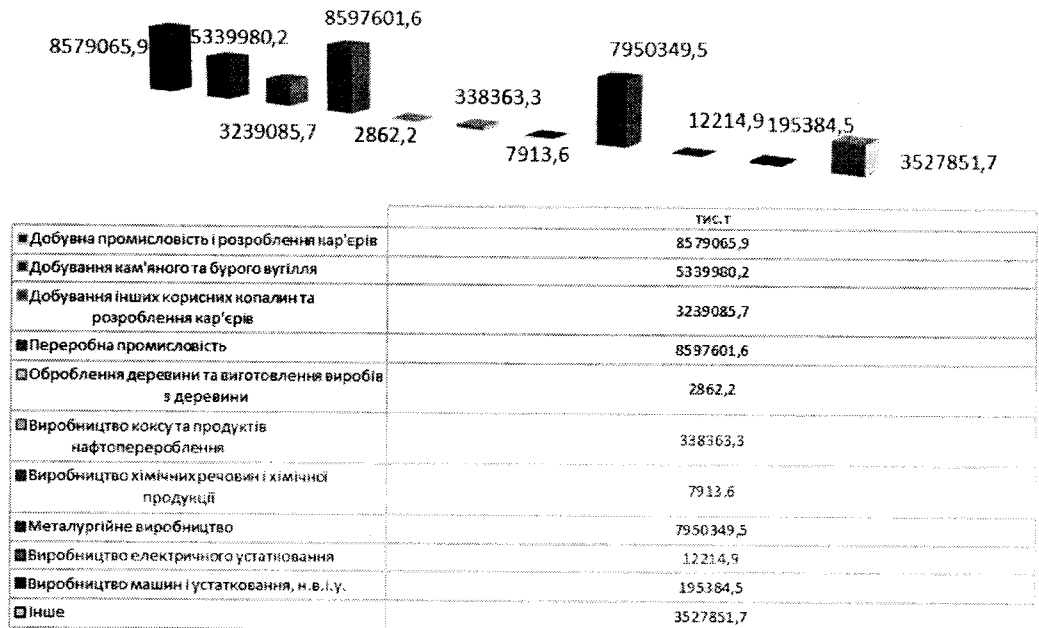 8597601,6
8579065,9
5339980,2
7950349,5
338363,3
12214,9
195384,5
3239085,7
2862,2
7913,6
3527851,7
тис.т
Добувна промисловість і розроблення кар'єрів
8579065,9
Добування кам'яного та бурого вугілля
5339980,2
Добування інших корисних копалин та
розроблення кар'єрів
3239085,7
Переробна промисловість
8597601,6
Оброблення деревини та виготовлення виробів
з деревини
2862,2
Виробництво коксу та продуктів
нафтоперероблення
338363,3
Виробництво хімічних речовин і хімічної
продукції
7913,6
Металургійне виробництво
7950349,5
Виробництво електричного устатковання
12214,9
Виробництво машин і устатковання, н.в.і.у.
195384,5
Інше
3527851,7